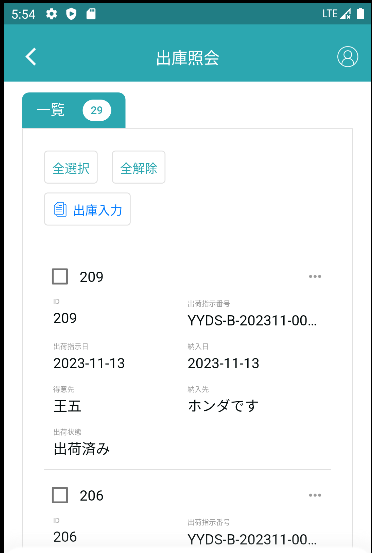 5:54 LTE
出庫照会
一覧 29
全選択 全解除
出庫入力
209
ID 出荷指示番号
209 YYDS-B-202311-00...
出荷指示日 納入日
2023-11-13 2023-11-13
得意先 納入先
王五 ホンダです
出荷状態
出荷済み
206
ID 出荷指示番号
206 YYDS-B-202311-00...